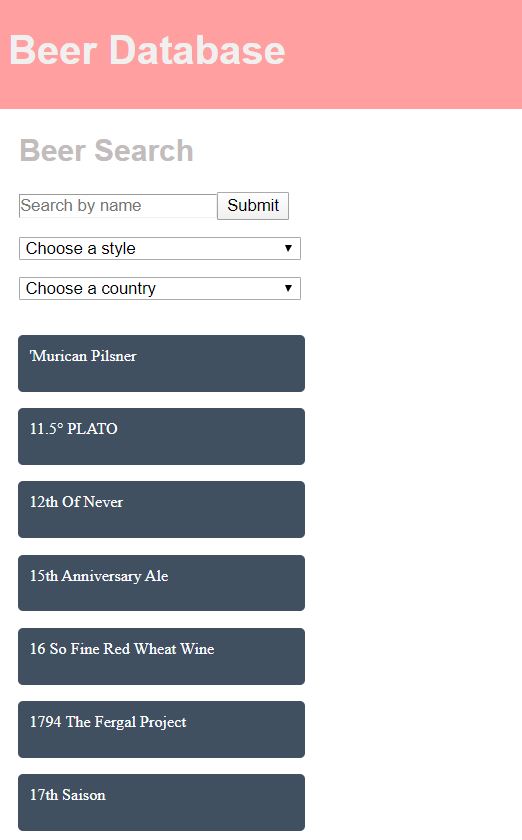 Beer Database
Beer Search
Search by name Submit
Choose a style
Choose a country
'Murican Pilsner
11.5° PLATO
12th Of Never
15th Anniversary Ale
16 So Fine Red Wheat Wine
1794 The Fergal Project
17th Saison